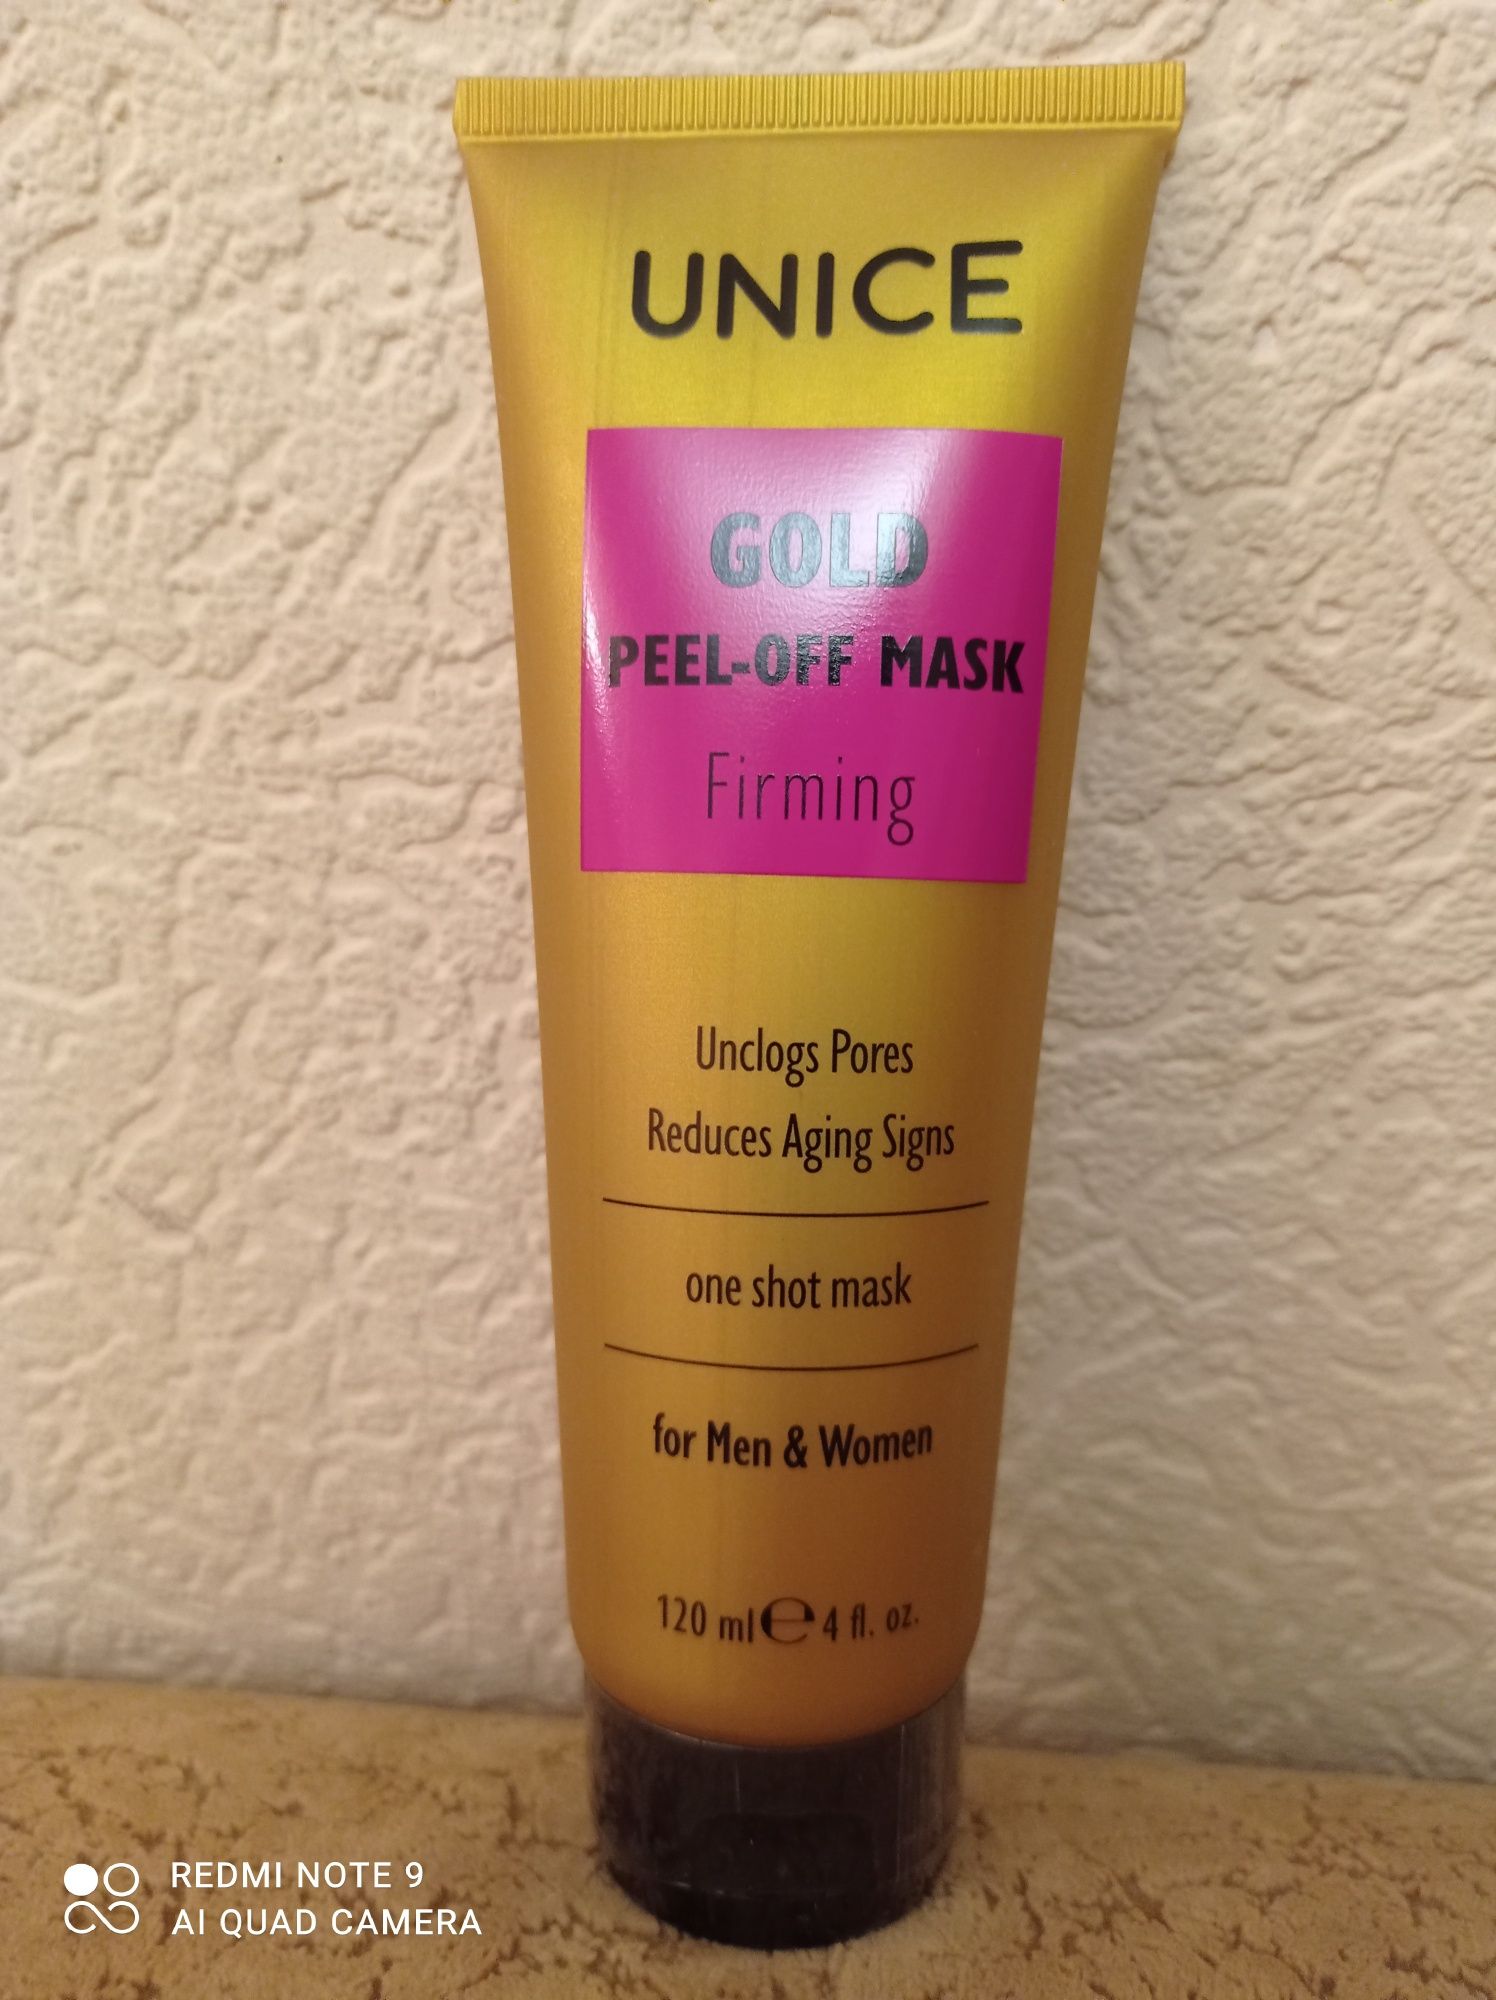 UNICE
GOLD
PEEL-OFF MASK
Firming
Unclogs Pores
Reduces Aging Signs
one shot mask
for Men & Women
120 ml ℮ 4 fl. oz.
REDMI NOTE 9
AI QUAD CAMERA